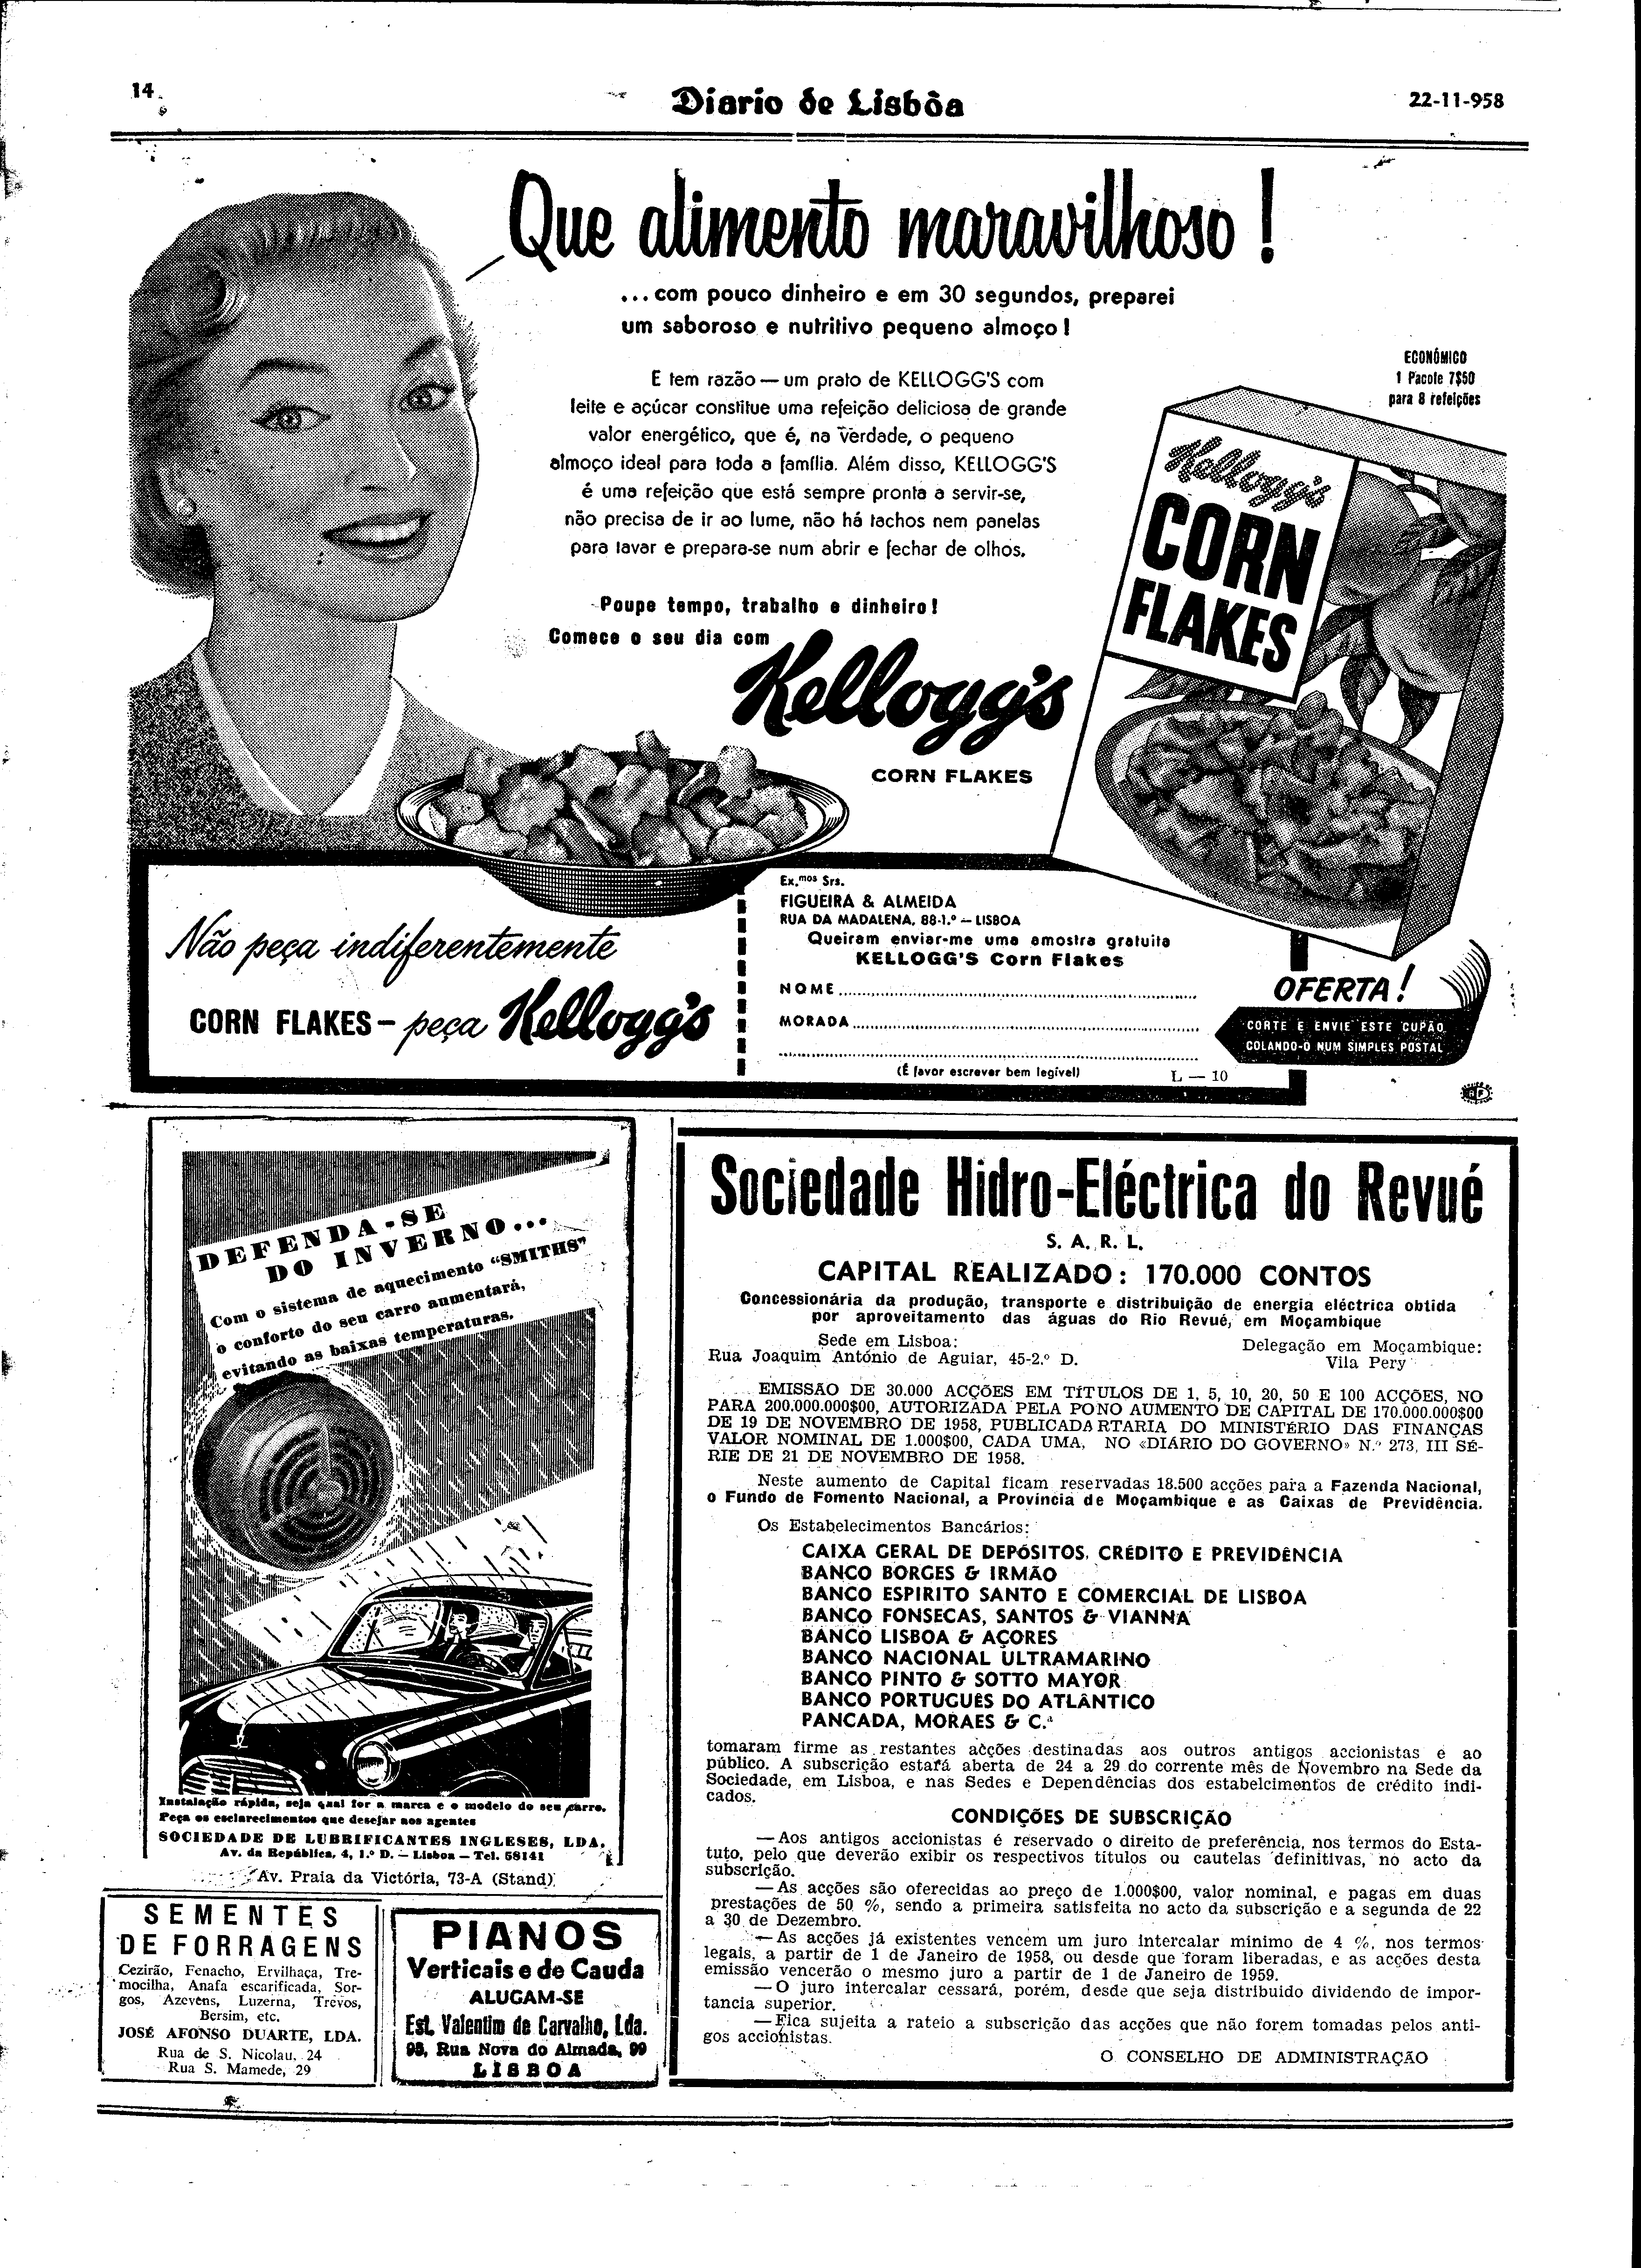 14
Diario de Lisbôa
22-11-958
Que alimento maravilhoso !
...com pouco dinheiro e em 30 segundos, preparei
um saboroso e nutritivo pequeno almoço !
E tem razão — um prato de KELLOGG'S com
leite e açúcar constitue uma refeição deliciosa de grande
valor energético, que é, na verdade, o pequeno
almoço ideal para toda a família. Além disso, KELLOGG'S
é uma refeição que está sempre pronta a servir-se,
não precisa de ir ao lume, não há tachos nem panelas
para lavar e prepara-se num abrir e fechar de olhos.
Poupe tempo, trabalho e dinheiro!
Comece o seu dia com
Kellogg's
CORN FLAKES
ECONÓMICO
1 Pacote 7$50
para 8 refeições
Kellogg's
CORN
FLAKES
Não peça indiferentemente
CORN FLAKES – peça Kellogg's
Ex.mos Srs.
FIGUEIRA & ALMEIDA
RUA DA MADALENA, 88-1.º — LISBOA
Queiram enviar-me uma amostra gratuita
KELLOGG'S Corn Flakes
NOME
MORADA
(É favor escrever bem legível)
L — 10
OFERTA !
CORTE E ENVIE ESTE CUPÃO
COLANDO-O NUM SIMPLES POSTAL
DEFENDA-SE
DO INVERNO...
Com o sistema de aquecimento "SMITHS"
o conforto do seu carro aumentará,
evitando as baixas temperaturas.
Instalação rápida, seja qual for a marca e o modelo do seu carro.
Peça os esclarecimentos que desejar aos agentes
SOCIEDADE DE LUBRIFICANTES INGLESES, LDA.
Av. da República, 4, 1.º D. — Lisboa — Tel. 58141
Av. Praia da Victória, 73-A (Stand)
SEMENTES
DE FORRAGENS
Cezirão, Fenacho, Ervilhaça, Tre-
mocilha, Anafa escarificada, Sor-
gos, Azevéns, Luzerna, Trevos,
Bersim, etc.
JOSÉ AFONSO DUARTE, LDA.
Rua de S. Nicolau, 24
Rua S. Mamede, 29
PIANOS
Verticais e de Cauda
ALUGAM-SE
Est. Valentim de Carvalho, Lda.
98, Rua Nova do Almada, 99
LISBOA
Sociedade Hidro-Eléctrica do Revué
S. A. R. L.
CAPITAL REALIZADO: 170.000 CONTOS
Concessionária da produção, transporte e distribuição de energia eléctrica obtida
por aproveitamento das águas do Rio Revué, em Moçambique
Sede em Lisboa:
Rua Joaquim António de Aguiar, 45-2.º D.
Delegação em Moçambique:
Vila Pery
EMISSÃO DE 30.000 ACÇÕES EM TÍTULOS DE 1, 5, 10, 20, 50 E 100 ACÇÕES, NO
PARA 200.000.000$00, AUTORIZADA PELA PONO AUMENTO DE CAPITAL DE 170.000.000$00
DE 19 DE NOVEMBRO DE 1958, PUBLICADA RTARIA DO MINISTÉRIO DAS FINANÇAS
VALOR NOMINAL DE 1.000$00, CADA UMA, NO «DIÁRIO DO GOVERNO» N.º 273, III SÉ-
RIE DE 21 DE NOVEMBRO DE 1958.
Neste aumento de Capital ficam reservadas 18.500 acções para a Fazenda Nacional,
o Fundo de Fomento Nacional, a Província de Moçambique e as Caixas de Previdência.
Os Estabelecimentos Bancários:
CAIXA GERAL DE DEPÓSITOS, CRÉDITO E PREVIDÊNCIA
BANCO BORGES & IRMÃO
BANCO ESPIRITO SANTO E COMERCIAL DE LISBOA
BANCO FONSECAS, SANTOS & VIANNA
BANCO LISBOA & AÇORES
BANCO NACIONAL ULTRAMARINO
BANCO PINTO & SOTTO MAYOR
BANCO PORTUGUÊS DO ATLÂNTICO
PANCADA, MORAES & C.ª
tomaram firme as restantes acções destinadas aos outros antigos accionistas e ao
público. A subscrição estará aberta de 24 a 29 do corrente mês de Novembro na Sede da
Sociedade, em Lisboa, e nas Sedes e Dependências dos estabelcimentos de crédito indi-
cados.
CONDIÇÕES DE SUBSCRIÇÃO
— Aos antigos accionistas é reservado o direito de preferência, nos termos do Esta-
tuto, pelo que deverão exibir os respectivos títulos ou cautelas definitivas, no acto da
subscrição.
— As acções são oferecidas ao preço de 1.000$00, valor nominal, e pagas em duas
prestações de 50 %, sendo a primeira satisfeita no acto da subscrição e a segunda de 22
a 30 de Dezembro.
— As acções já existentes vencem um juro intercalar mínimo de 4 %, nos termos
legais, a partir de 1 de Janeiro de 1958, ou desde que foram liberadas, e as acções desta
emissão vencerão o mesmo juro a partir de 1 de Janeiro de 1959.
— O juro intercalar cessará, porém, desde que seja distribuido dividendo de impor-
tancia superior.
— Fica sujeita a rateio a subscrição das acções que não forem tomadas pelos anti-
gos accionistas.
O CONSELHO DE ADMINISTRAÇÃO